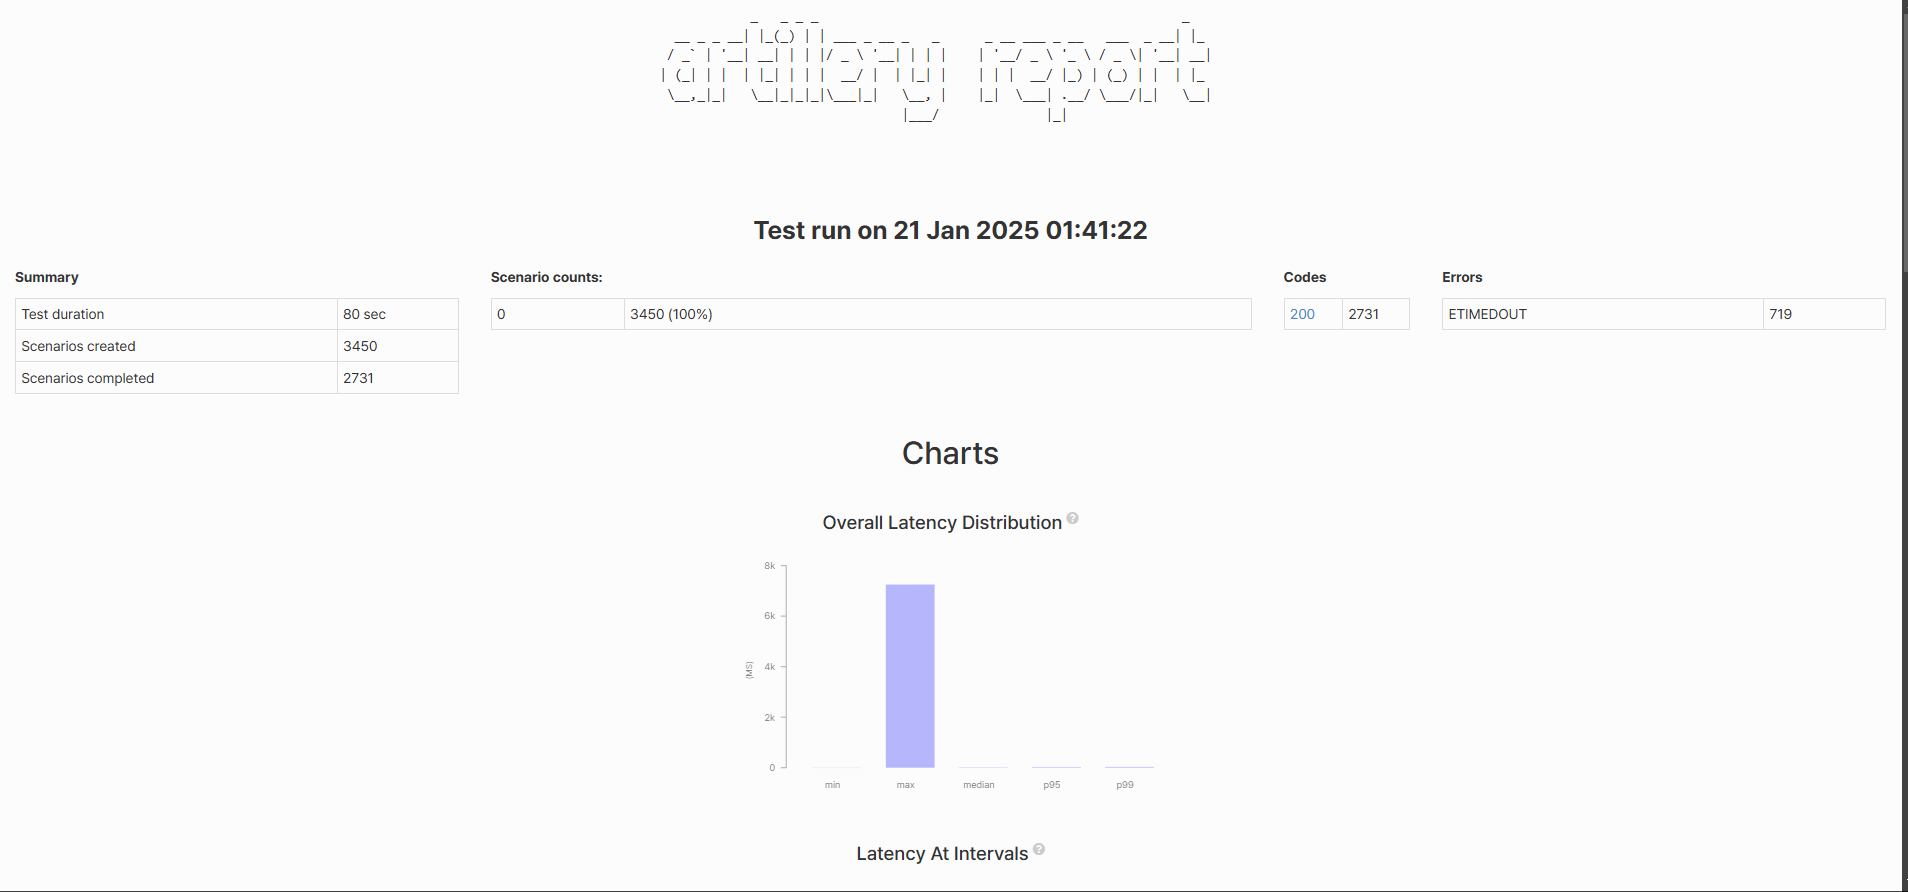 artillery report
Test run on 21 Jan 2025 01:41:22
Summary
Test duration 80 sec
Scenarios created 3450
Scenarios completed 2731
Scenario counts:
0 3450 (100%)
Codes
200 2731
Errors
ETIMEDOUT 719
Charts
Overall Latency Distribution ?
8k
6k
4k
2k
0
(MS)
min max median p95 p99
Latency At Intervals ?